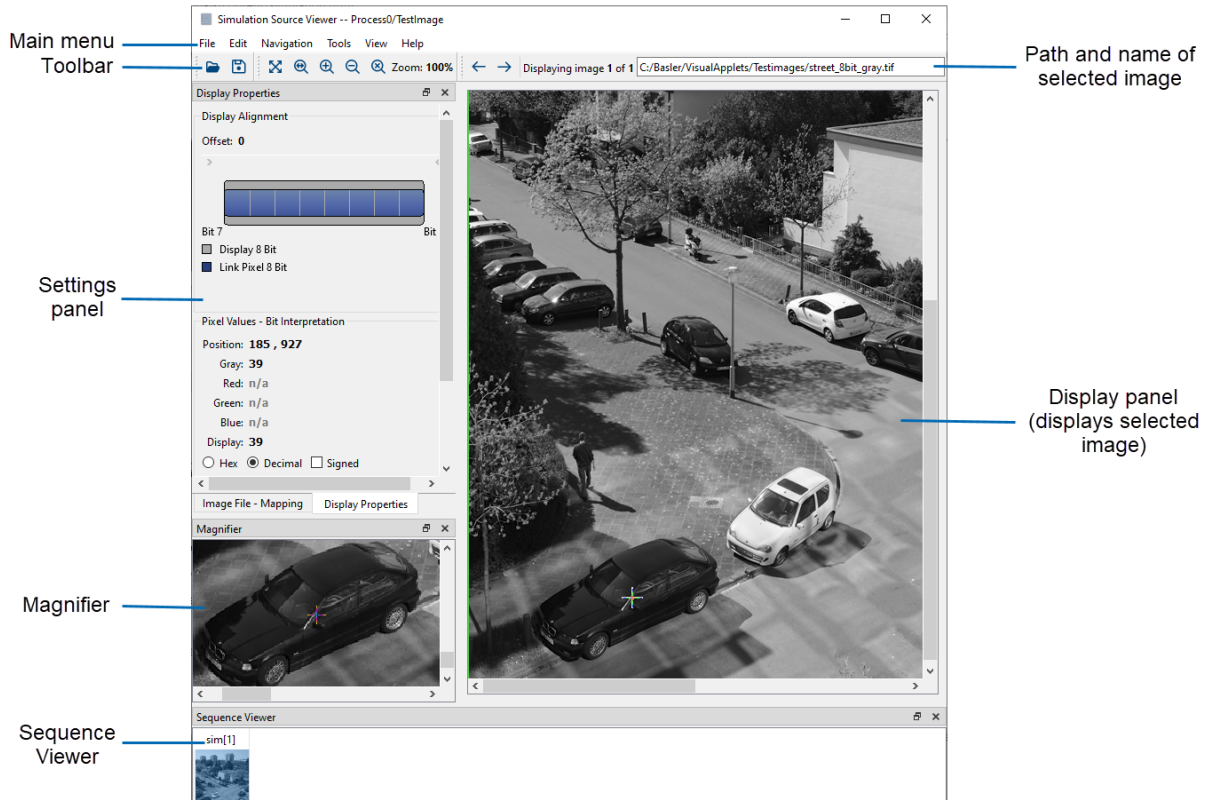 Simulation Source Viewer -- Process0/TestImage
Main menu
File Edit Navigation Tools View Help
Toolbar
Zoom: 100%
Displaying image 1 of 1
C:/Basler/VisualApplets/Testimages/street_8bit_gray.tif
Path and name of
selected image
Display Properties
Display Alignment
Offset: 0
Bit 7
Bit
Display 8 Bit
Link Pixel 8 Bit
Settings
panel
Pixel Values - Bit Interpretation
Position: 185 , 927
Gray: 39
Red: n/a
Green: n/a
Blue: n/a
Display: 39
Hex Decimal Signed
Image File - Mapping Display Properties
Display panel
(displays selected
image)
Magnifier
Magnifier
Sequence Viewer
Sequence
Viewer
sim[1]